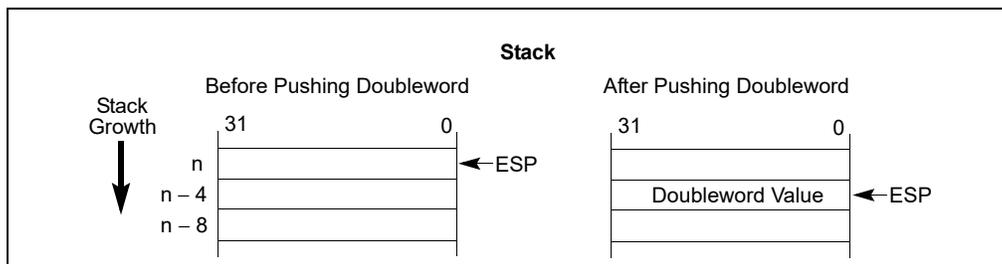 Stack
Before Pushing Doubleword
After Pushing Doubleword
Stack
Growth
31 0
31 0
n
ESP
n – 4
Doubleword Value
ESP
n – 8